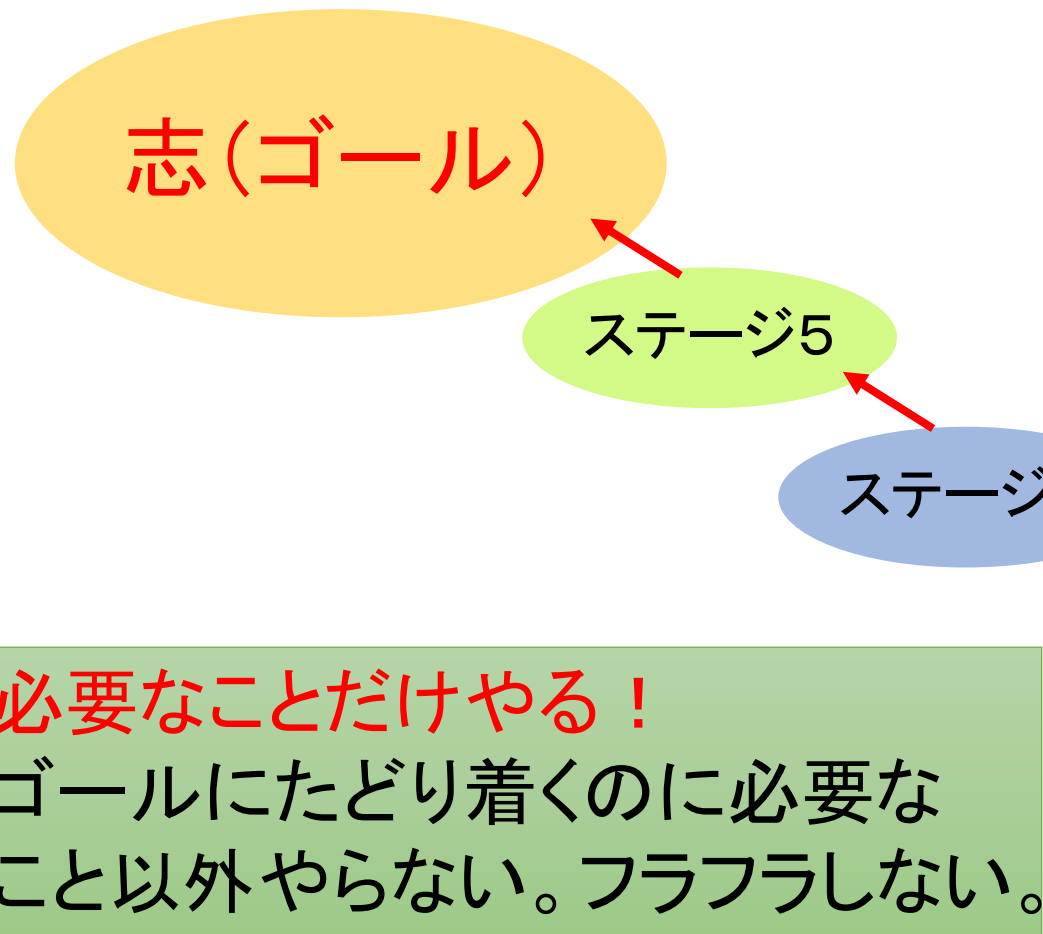 志（ゴール）
ステージ５
ステージ
必要なことだけやる！
ゴールにたどり着くのに必要な
こと以外やらない。フラフラしない。